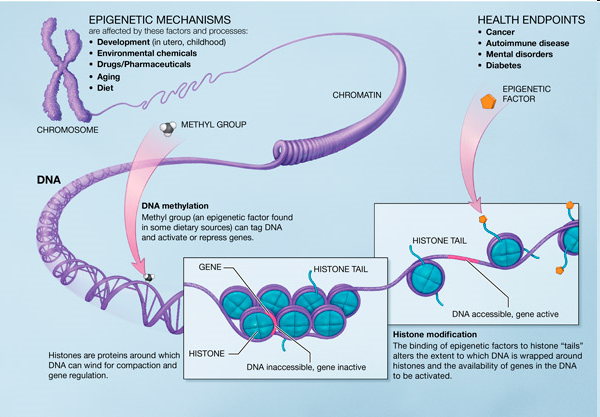 EPIGENETIC MECHANISMS
are affected by these factors and processes:
• Development (in utero, childhood)
• Environmental chemicals
• Drugs/Pharmaceuticals
• Aging
• Diet
HEALTH ENDPOINTS
• Cancer
• Autoimmune disease
• Mental disorders
• Diabetes
EPIGENETIC
FACTOR
CHROMATIN
CHROMOSOME
METHYL GROUP
DNA
DNA methylation
Methyl group (an epigenetic factor found
in some dietary sources) can tag DNA
and activate or repress genes.
HISTONE TAIL
GENE
HISTONE TAIL
DNA accessible, gene active
HISTONE
DNA inaccessible, gene inactive
Histones are proteins around which
DNA can wind for compaction and
gene regulation.
Histone modification
The binding of epigenetic factors to histone “tails”
alters the extent to which DNA is wrapped around
histones and the availability of genes in the DNA
to be activated.